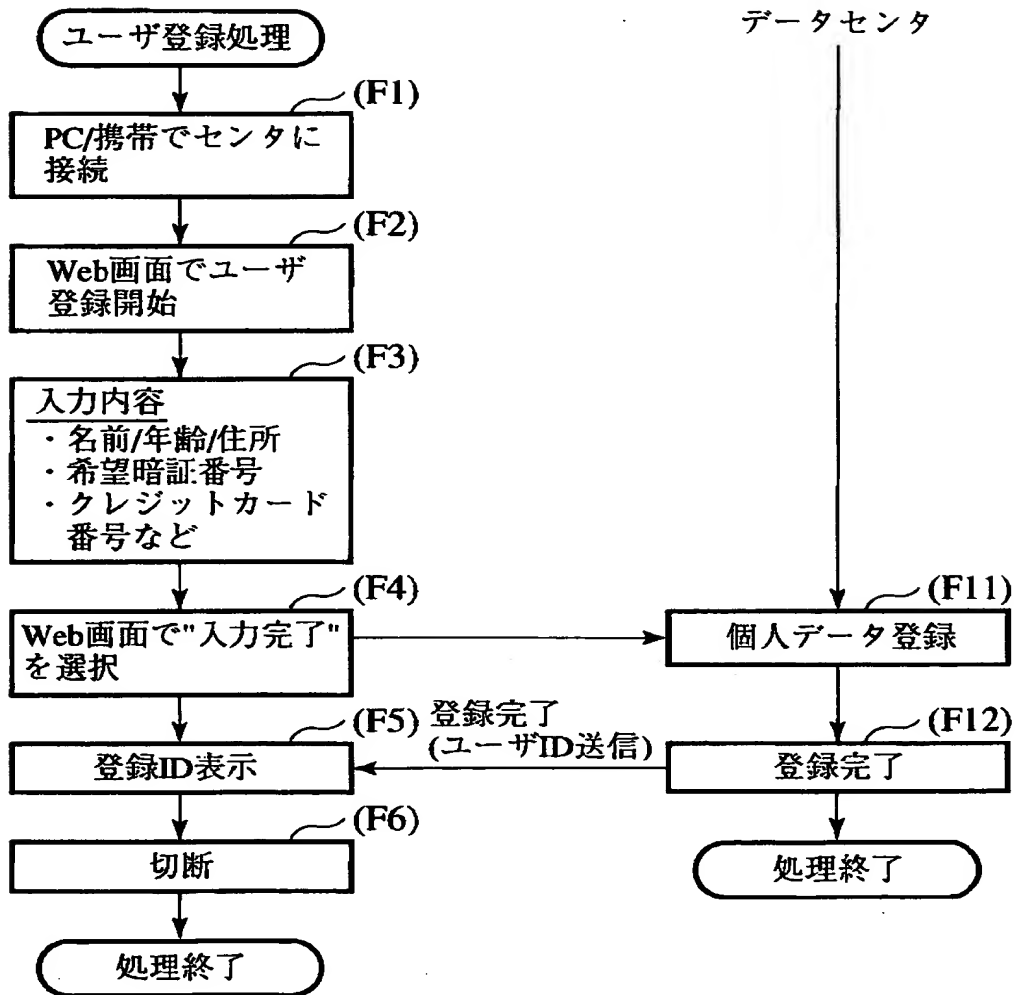 ユーザ登録処理
データセンタ
(F1)
PC/携帯でセンタに
接続
(F2)
Web画面でユーザ
登録開始
(F3)
入力内容
・名前/年齢/住所
・希望暗証番号
・クレジットカード
番号など
(F4)
Web画面で"入力完了"
を選択
(F11)
個人データ登録
(F5)
登録ID表示
登録完了
(ユーザID送信)
(F12)
登録完了
(F6)
切断
処理終了
処理終了